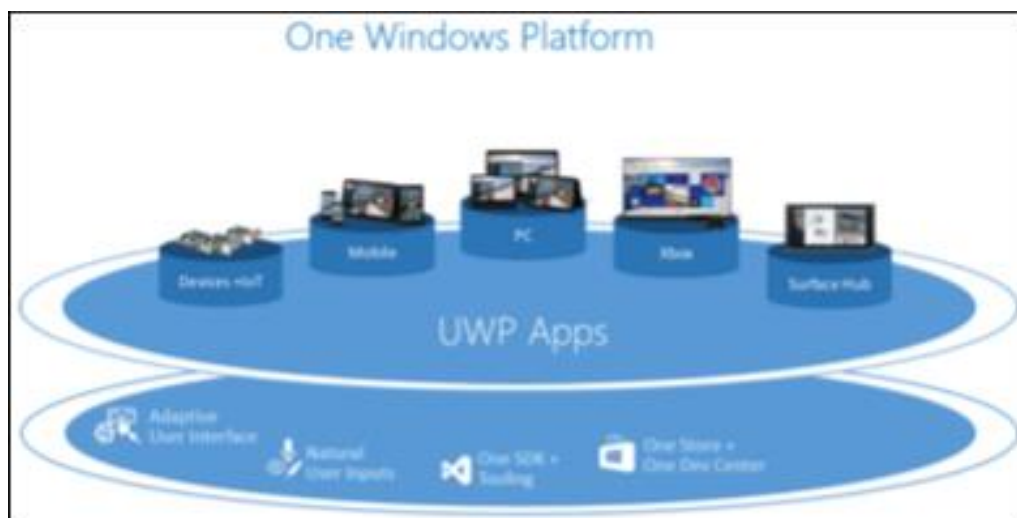 One Windows Platform
Devices +IoT
Mobile
PC
Xbox
Surface Hub
UWP Apps
Adaptive
User Interface
Natural
User Inputs
One SDK +
Tooling
One Store +
One Dev Center